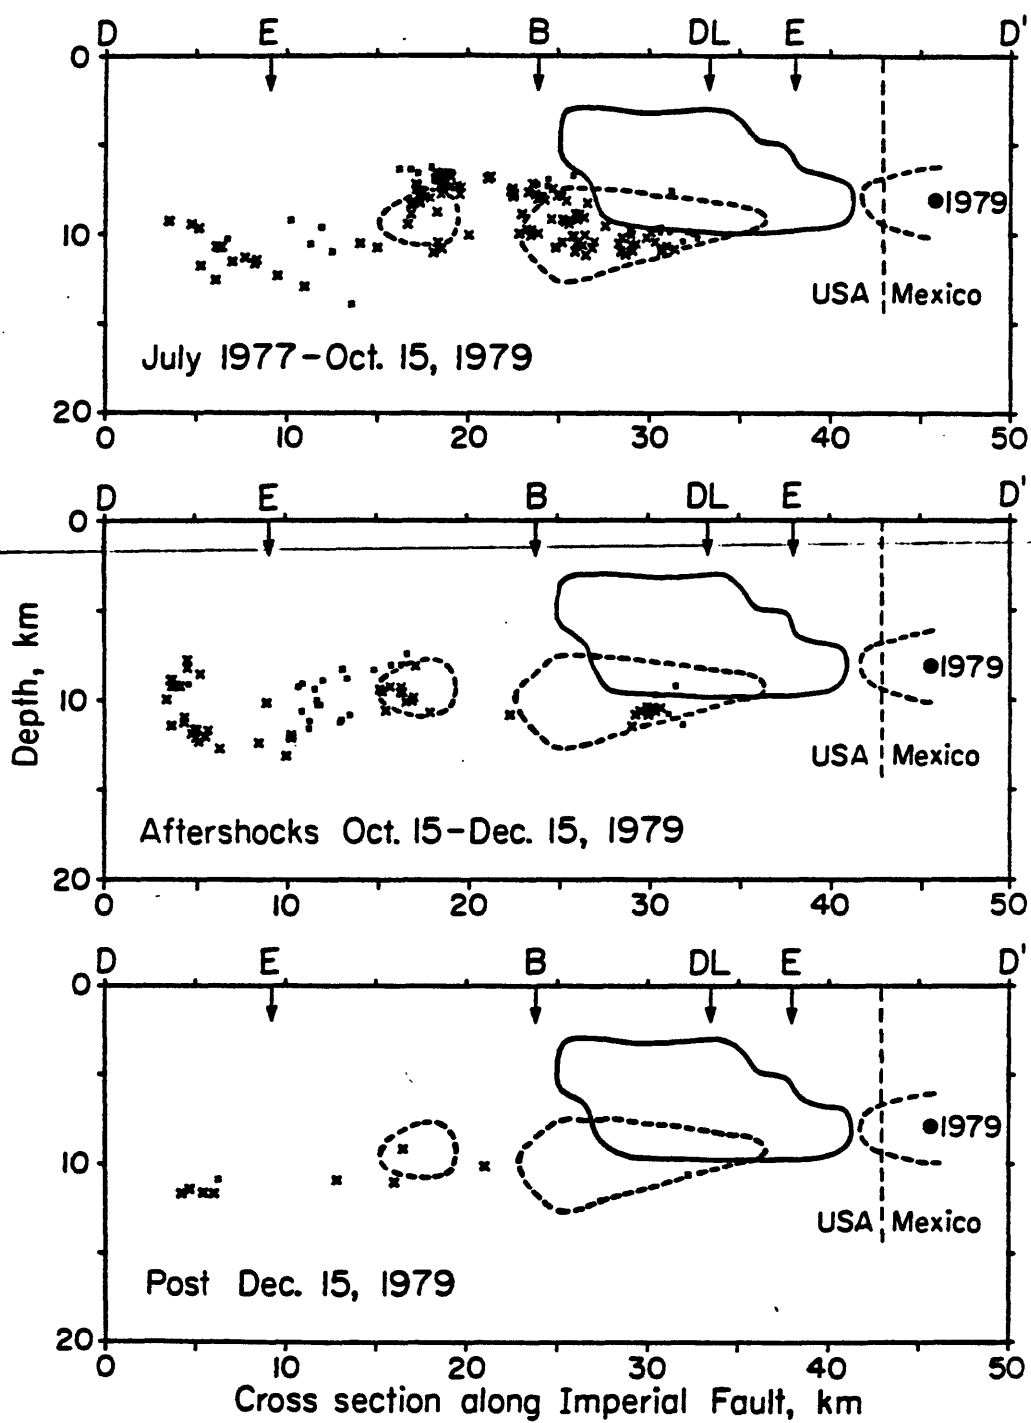 D E B DL E D'
0
1979
10
USA Mexico
July 1977-Oct. 15, 1979
20
0 10 20 30 40 50
D E B DL E D'
0
1979
10
USA Mexico
Aftershocks Oct. 15-Dec. 15, 1979
20
0 10 20 30 40 50
Depth, km
D E B DL E D'
0
1979
10
USA Mexico
Post Dec. 15, 1979
20
0 10 20 30 40 50
Cross section along Imperial Fault, km